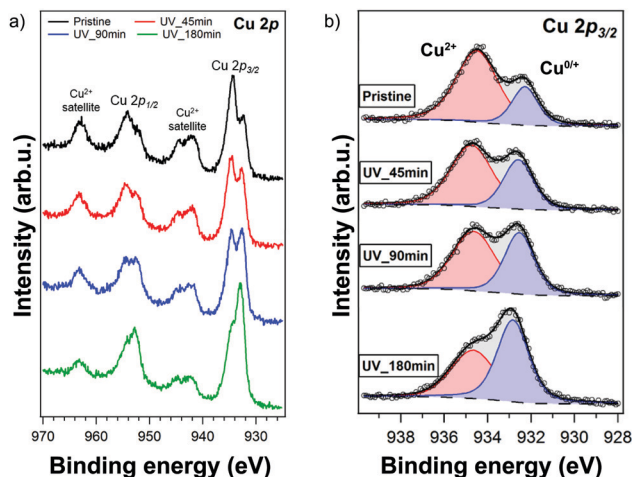 a)
Cu 2p
Pristine
UV_45min
UV_90min
UV_180min
Cu 2p3/2
Cu2+
satellite
Cu 2p1/2
Cu2+
satellite
Intensity (arb.u.)
970 960 950 940 930
Binding energy (eV)
b)
Cu 2p3/2
Cu2+
Cu0/+
Pristine
UV_45min
UV_90min
UV_180min
Intensity (arb.u.)
938 936 934 932 930 928
Binding energy (eV)